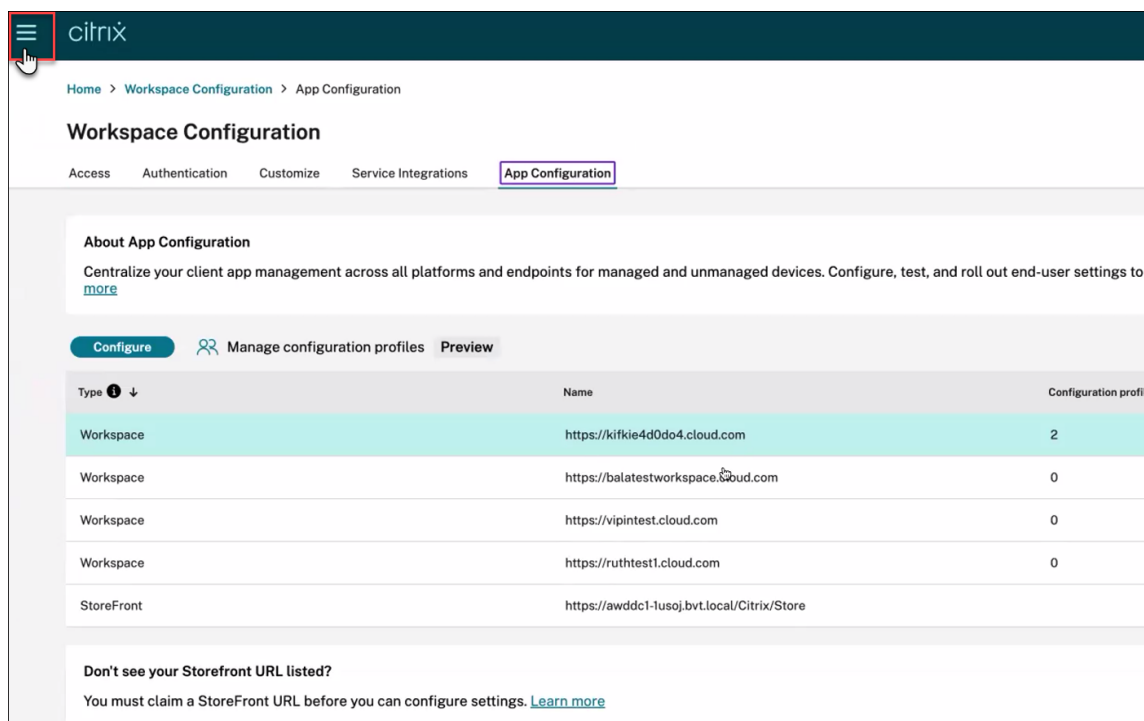 citrix
Home > Workspace Configuration > App Configuration
Workspace Configuration
Access Authentication Customize Service Integrations App Configuration
About App Configuration
Centralize your client app management across all platforms and endpoints for managed and unmanaged devices. Configure, test, and roll out end-user settings to
more
Configure Manage configuration profiles Preview
Type Name Configuration
Workspace https://kifkie4d0do4.cloud.com 2
Workspace https://balatestworkspace.cloud.com 0
Workspace https://vipintest.cloud.com 0
Workspace https://ruthtest1.cloud.com 0
StoreFront https://awddc1-1usoj.bvt.local/Citrix/Store
Don't see your Storefront URL listed?
You must claim a StoreFront URL before you can configure settings. Learn more